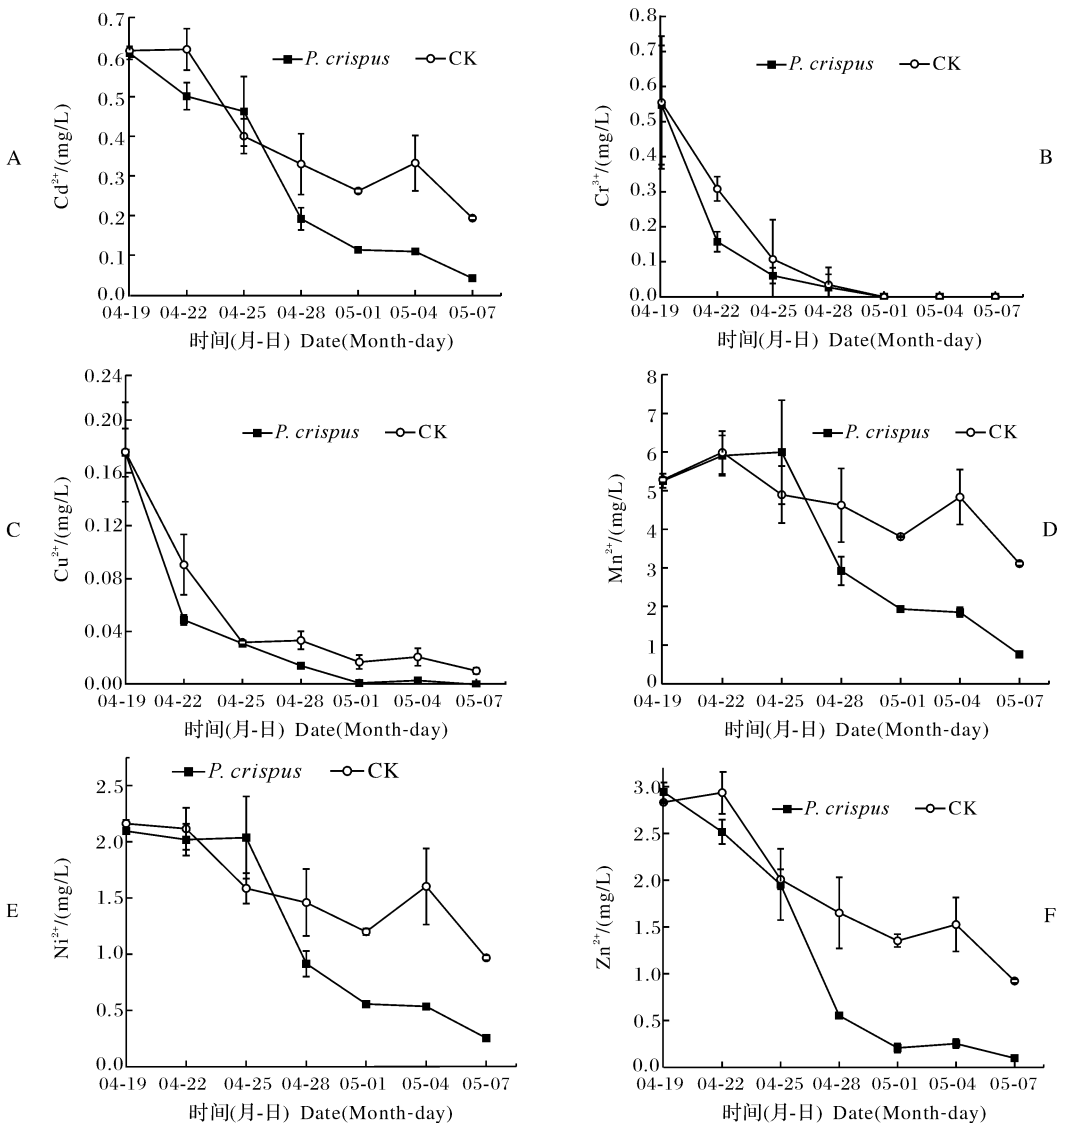 0.7
0.6
0.5
0.4
0.3
0.2
0.1
0.0
Cd²⁺/(mg/L)
P. crispus
CK
A
04-19 04-22 04-25 04-28 05-01 05-04 05-07
时间(月-日) Date(Month-day)
0.8
0.7
0.6
0.5
0.4
0.3
0.2
0.1
0.0
Cr³⁺/(mg/L)
P. crispus
CK
B
04-19 04-22 04-25 04-28 05-01 05-04 05-07
时间(月-日) Date(Month-day)
0.24
0.20
0.16
0.12
0.08
0.04
0.00
Cu²⁺/(mg/L)
P. crispus
CK
C
04-19 04-22 04-25 04-28 05-01 05-04 05-07
时间(月-日) Date(Month-day)
8
7
6
5
4
3
2
1
0
Mn²⁺/(mg/L)
P. crispus
CK
D
04-19 04-22 04-25 04-28 05-01 05-04 05-07
时间(月-日) Date(Month-day)
2.5
2.0
1.5
1.0
0.5
0.0
Ni²⁺/(mg/L)
P. crispus
CK
E
04-19 04-22 04-25 04-28 05-01 05-04 05-07
时间(月-日) Date(Month-day)
3.0
2.5
2.0
1.5
1.0
0.5
0.0
Zn²⁺/(mg/L)
P. crispus
CK
F
04-19 04-22 04-25 04-28 05-01 05-04 05-07
时间(月-日) Date(Month-day)